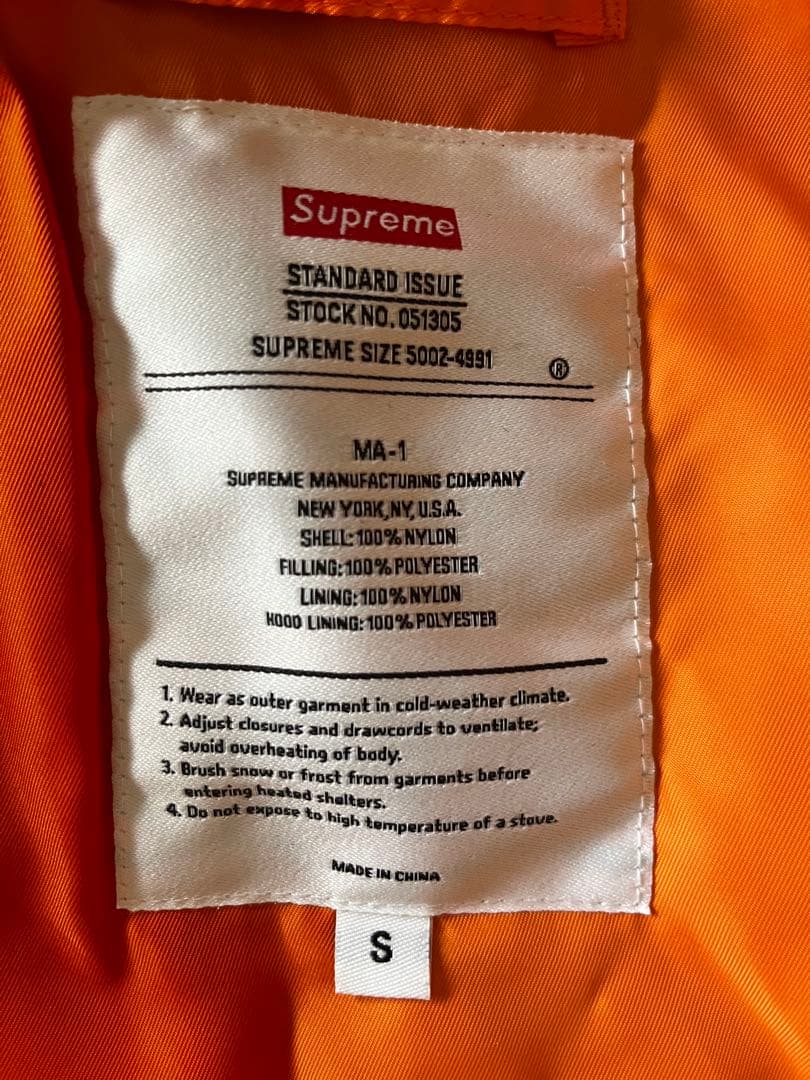 Supreme
STANDARD ISSUE
STOCK NO. 051305
SUPREME SIZE 5002-4991 ®
MA-1
SUPREME MANUFACTURING COMPANY
NEW YORK,NY, U.S.A.
SHELL: 100% NYLON
FILLING: 100% POLYESTER
LINING: 100% NYLON
HOOD LINING: 100% POLYESTER
1. Wear as outer garment in cold-weather climate.
2. Adjust closures and drawcords to ventilate;
avoid overheating of body.
3. Brush snow or frost from garments before
entering heated shelters.
4. Do not expose to high temperature of a stove.
MADE IN CHINA
S